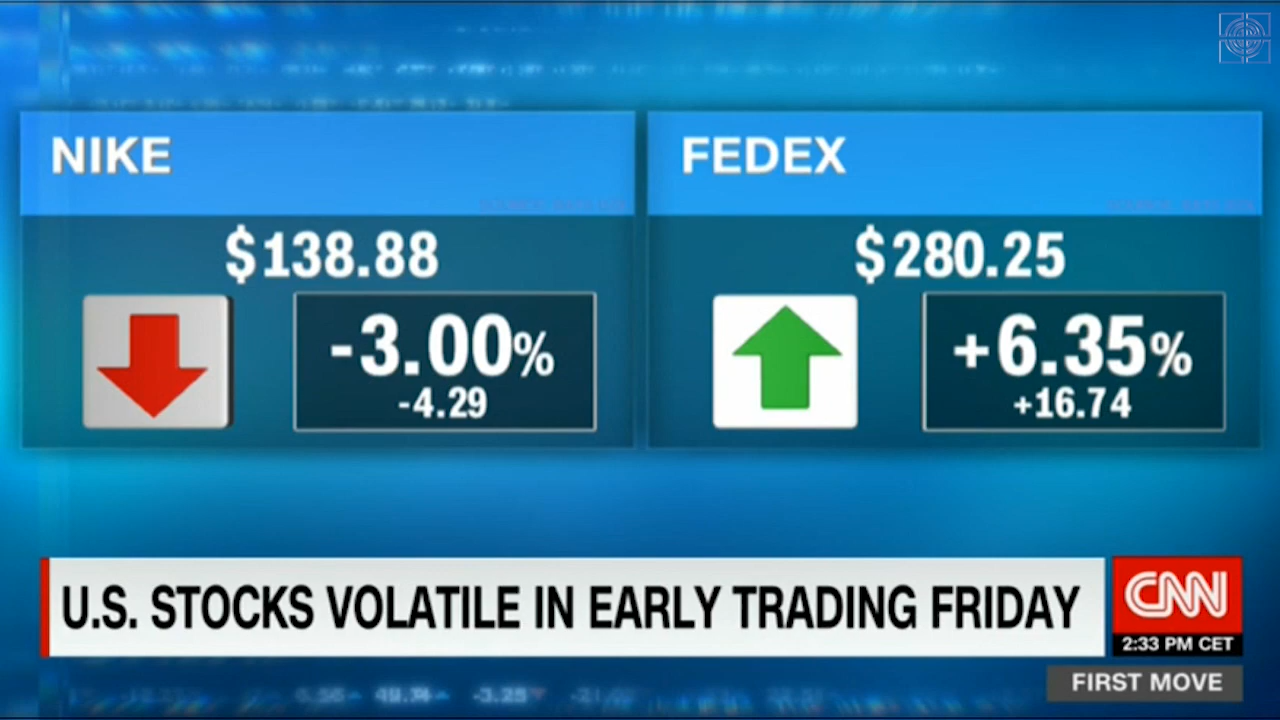 NIKE
$138.88
-3.00%
-4.29
FEDEX
$280.25
+6.35%
+16.74
U.S. STOCKS VOLATILE IN EARLY TRADING FRIDAY
CNN
2:33 PM CET
FIRST MOVE